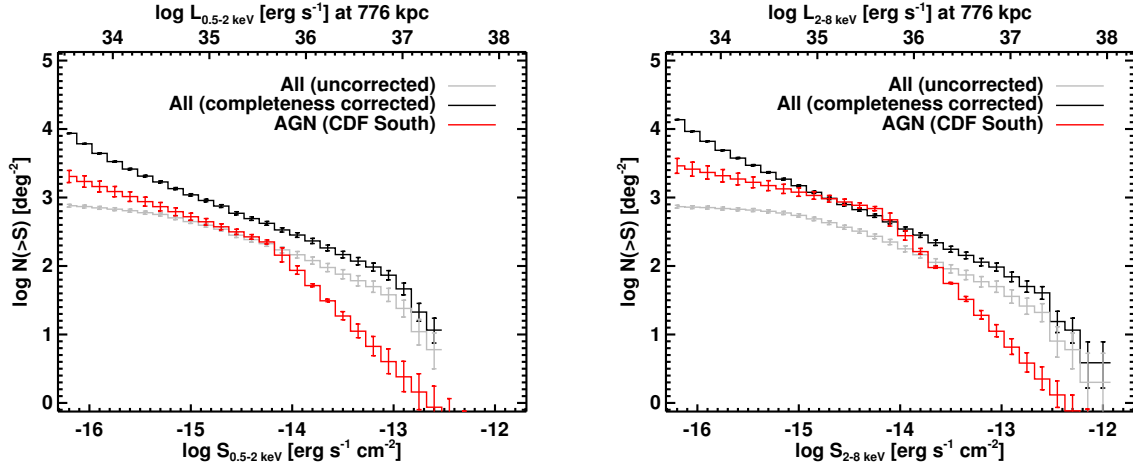 log L0.5-2 keV [erg s-1] at 776 kpc
34 35 36 37 38
5
4
3
2
1
0
log N(>S) [deg-2]
All (uncorrected)
All (completeness corrected)
AGN (CDF South)
-16 -15 -14 -13 -12
log S0.5-2 keV [erg s-1 cm-2]
log L2-8 keV [erg s-1] at 776 kpc
34 35 36 37 38
5
4
3
2
1
0
log N(>S) [deg-2]
All (uncorrected)
All (completeness corrected)
AGN (CDF South)
-16 -15 -14 -13 -12
log S2-8 keV [erg s-1 cm-2]